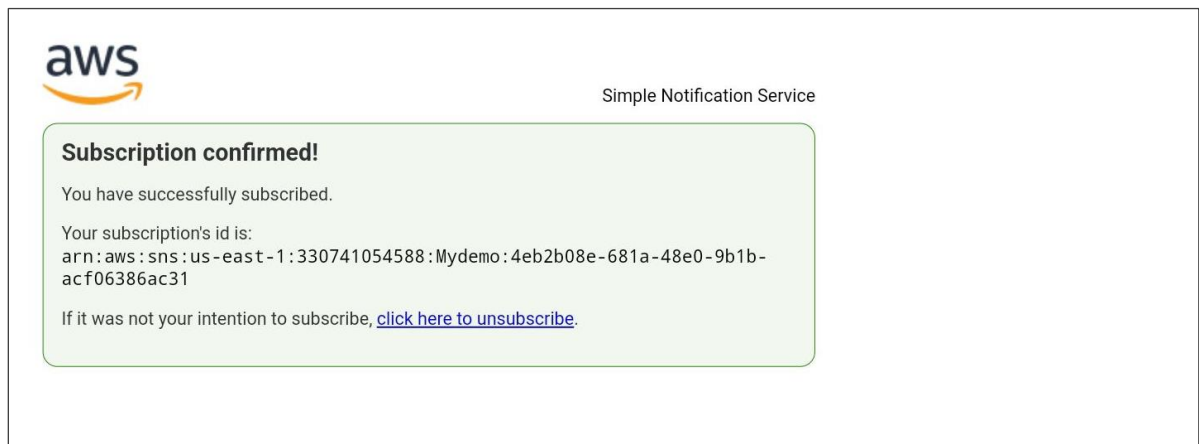 aws
Simple Notification Service
Subscription confirmed!
You have successfully subscribed.
Your subscription's id is:
arn:aws:sns:us-east-1:330741054588:Mydemo:4eb2b08e-681a-48e0-9b1b-
acf06386ac31
If it was not your intention to subscribe, click here to unsubscribe.